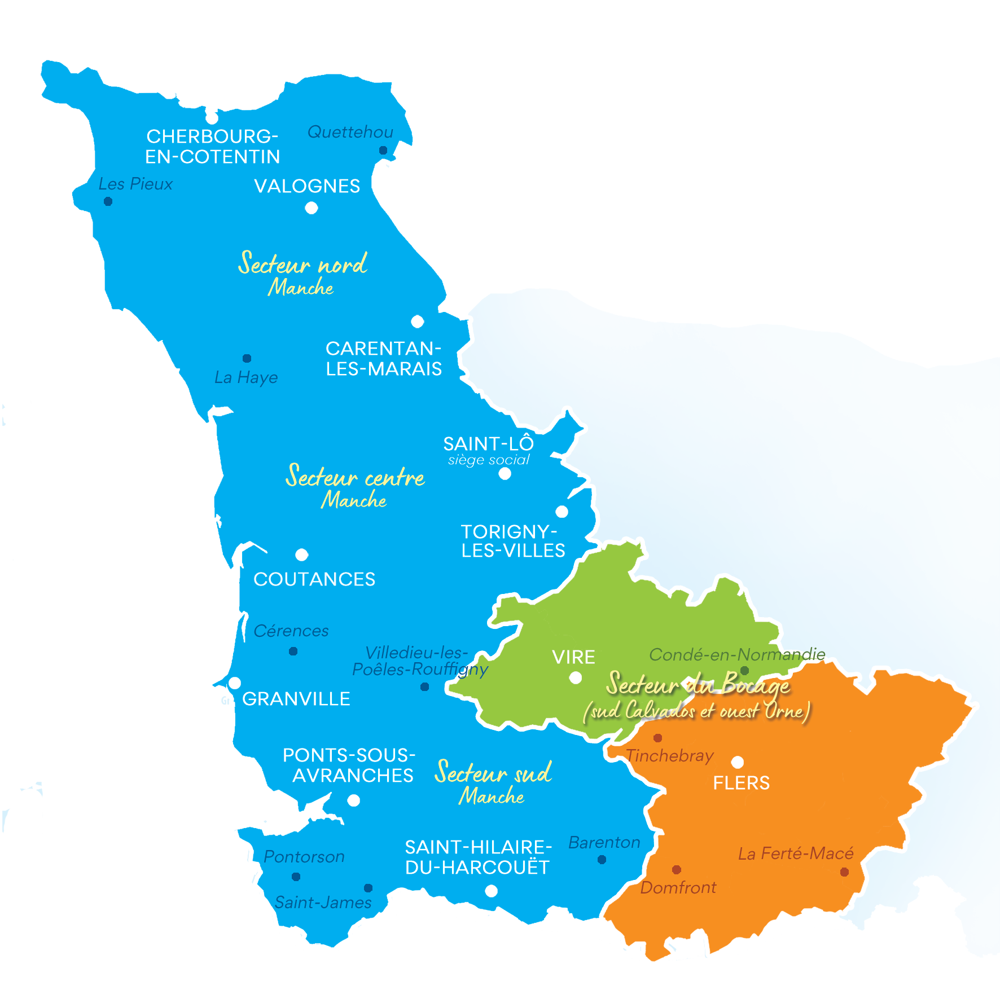 Quettehou
CHERBOURG-
EN-COTENTIN
Les Pieux
VALOGNES
Secteur nord
Manche
CARENTAN-
LES-MARAIS
La Haye
SAINT-LÔ
siège social
Secteur centre
Manche
TORIGNY-
LES-VILLES
COUTANCES
Cérences
Villedieu-les-
Poêles-Rouffigny
VIRE
Condé-en-Normandie
Secteur du Bocage
(sud Calvados et ouest Orne)
Gr
GRANVILLE
Tinchebray
PONTS-SOUS-
AVRANCHES
Secteur sud
Manche
FLERS
Pontorson
SAINT-HILAIRE-
DU-HARCOUËT
Barenton
La Ferté-Macé
Domfront
Saint-James